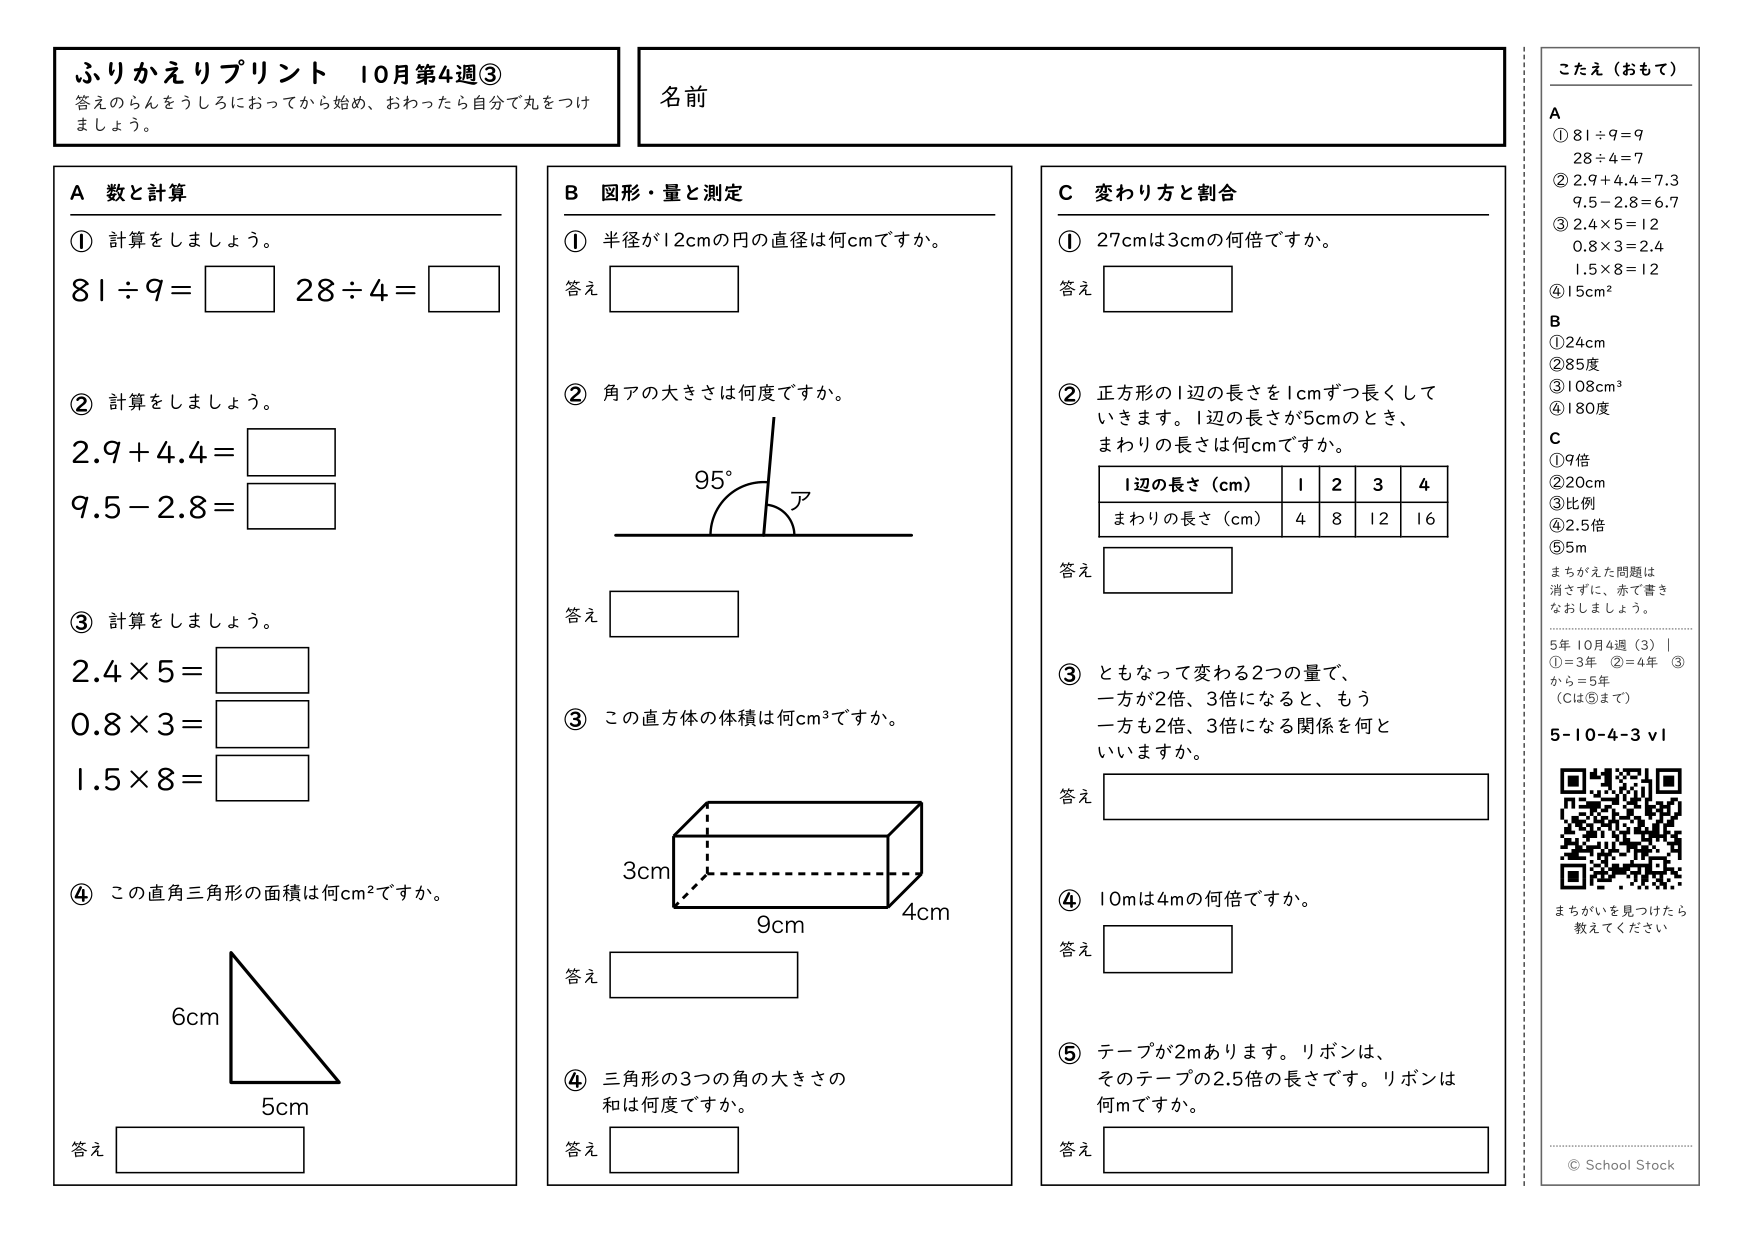 ふりかえりプリント　10月第4週③
答えのらんをうしろにおってから始め、おわったら自分で丸をつけ
ましょう。
名前
A　数と計算
① 計算をしましょう。
81÷9＝ 28÷4＝
② 計算をしましょう。
2.9＋4.4＝
9.5－2.8＝
③ 計算をしましょう。
2.4×5＝
0.8×3＝
1.5×8＝
④ この直角三角形の面積は何cm²ですか。
6cm
5cm
答え
B　図形・量と測定
① 半径が12cmの円の直径は何cmですか。
答え
② 角アの大きさは何度ですか。
95°
ア
答え
③ この直方体の体積は何cm³ですか。
3cm
9cm
4cm
答え
④ 三角形の3つの角の大きさの
和は何度ですか。
答え
C　変わり方と割合
① 27cmは3cmの何倍ですか。
答え
② 正方形の1辺の長さを1cmずつ長くして
いきます。1辺の長さが5cmのとき、
まわりの長さは何cmですか。
1辺の長さ（cm） 1 2 3 4
まわりの長さ（cm） 4 8 12 16
答え
③ ともなって変わる2つの量で、
一方が2倍、3倍になると、もう
一方も2倍、3倍になる関係を何と
いいますか。
答え
④ 10mは4mの何倍ですか。
答え
⑤ テープが2mあります。リボンは、
そのテープの2.5倍の長さです。リボンは
何mですか。
答え
こたえ（おもて）
A
① 81÷9＝9
28÷4＝7
② 2.9＋4.4＝7.3
9.5－2.8＝6.7
③ 2.4×5＝12
0.8×3＝2.4
1.5×8＝12
④15cm²
B
①24cm
②85度
③108cm³
④180度
C
①9倍
②20cm
③比例
④2.5倍
⑤5m
まちがえた問題は
消さずに、赤で書き
なおしましょう。
5年 10月4週（3）｜
①＝3年　②＝4年　③
から＝5年
（Cは⑤まで）
5-10-4-3 v1
まちがいを見つけたら
教えてください
© School Stock